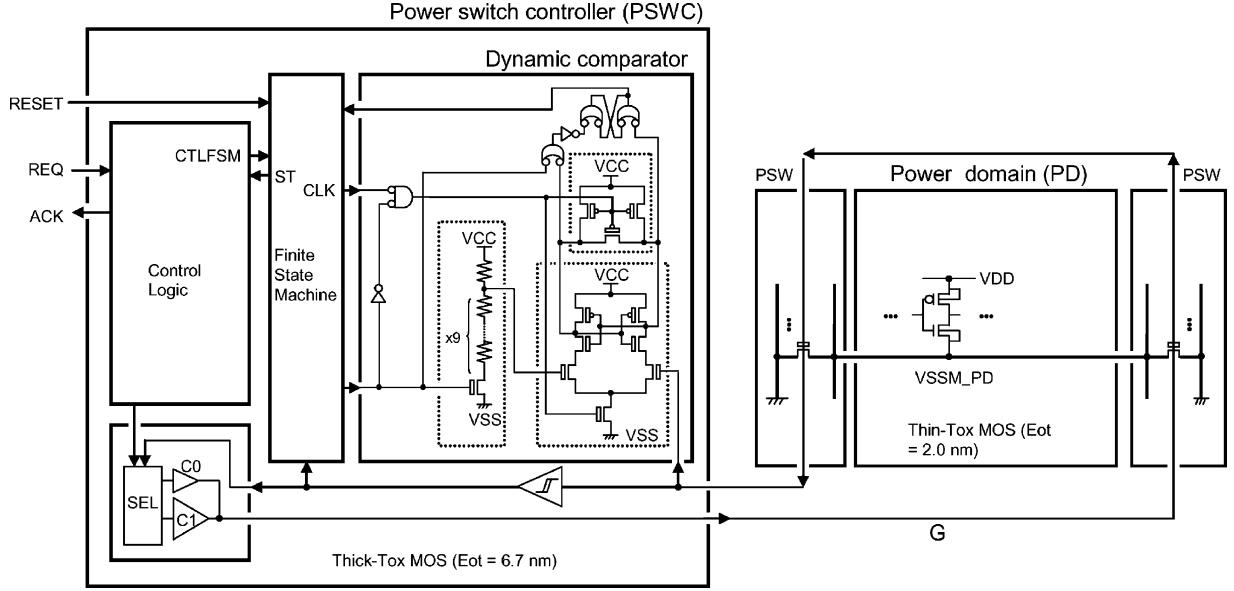 Power switch controller (PSWC)
Dynamic comparator
RESET
REQ
ACK
CTLFSM
ST
CLK
Control
Logic
Finite
State
Machine
VCC
x9
VSS
VCC
VCC
VSS
PSW
Power domain (PD)
PSW
VDD
...
...
...
...
VSSM_PD
Thin-Tox MOS (Eot
= 2.0 nm)
SEL
C0
C1
G
Thick-Tox MOS (Eot = 6.7 nm)